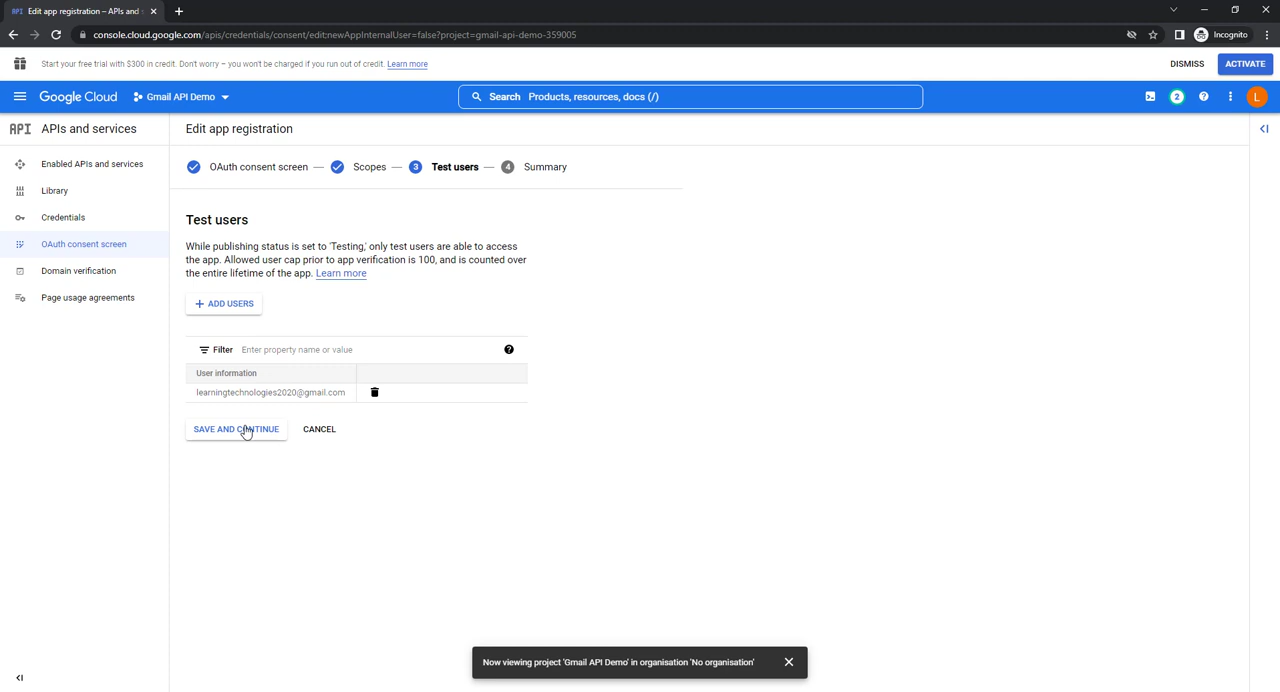 API Edit app registration – APIs and s
console.cloud.google.com/apis/credentials/consent/edit;newAppInternalUser=false?project=gmail-api-demo-359005
Incognito
Start your free trial with $300 in credit. Don't worry – you won't be charged if you run out of credit. Learn more
DISMISS
ACTIVATE
Google Cloud
Gmail API Demo
Search Products, resources, docs (/)
2
L
API APIs and services
Edit app registration
Enabled APIs and services
Library
Credentials
OAuth consent screen
Domain verification
Page usage agreements
OAuth consent screen — Scopes — 3 Test users — 4 Summary
Test users
While publishing status is set to 'Testing,' only test users are able to access
the app. Allowed user cap prior to app verification is 100, and is counted over
the entire lifetime of the app. Learn more
+ ADD USERS
Filter Enter property name or value
User information
learningtechnologies2020@gmail.com
SAVE AND CONTINUE
CANCEL
Now viewing project 'Gmail API Demo' in organisation 'No organisation'